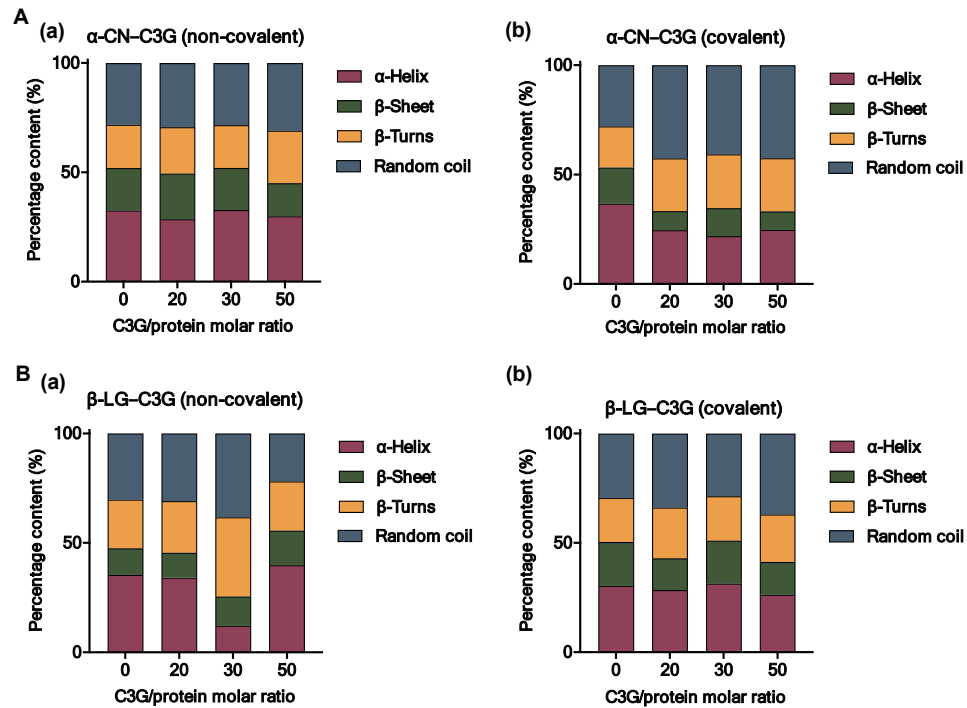 A
(a)
α-CN–C3G (non-covalent)
Percentage content (%)
100
50
0
0 20 30 50
C3G/protein molar ratio
α-Helix
β-Sheet
β-Turns
Random coil
(b)
α-CN–C3G (covalent)
Percentage content (%)
100
50
0
0 20 30 50
C3G/protein molar ratio
α-Helix
β-Sheet
β-Turns
Random coil
B
(a)
β-LG–C3G (non-covalent)
Percentage content (%)
100
50
0
0 20 30 50
C3G/protein molar ratio
α-Helix
β-Sheet
β-Turns
Random coil
(b)
β-LG–C3G (covalent)
Percentage content (%)
100
50
0
0 20 30 50
C3G/protein molar ratio
α-Helix
β-Sheet
β-Turns
Random coil